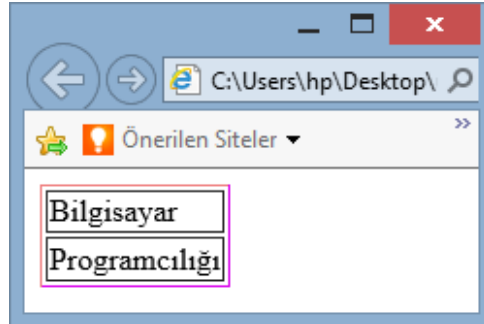 C:\Users\hp\Desktop\
Önerilen Siteler
Bilgisayar
Programcılığı